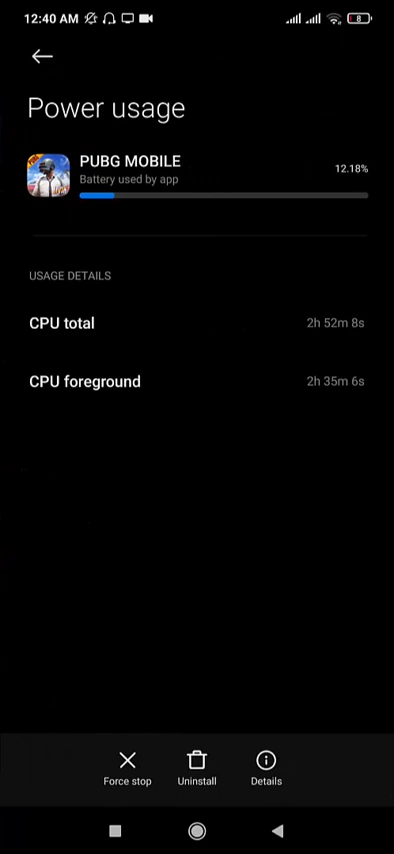 12:40 AM 8
Power usage
PUBG MOBILE
Battery used by app
12.18%
USAGE DETAILS
CPU total 2h 52m 8s
CPU foreground 2h 35m 6s
Force stop Uninstall Details